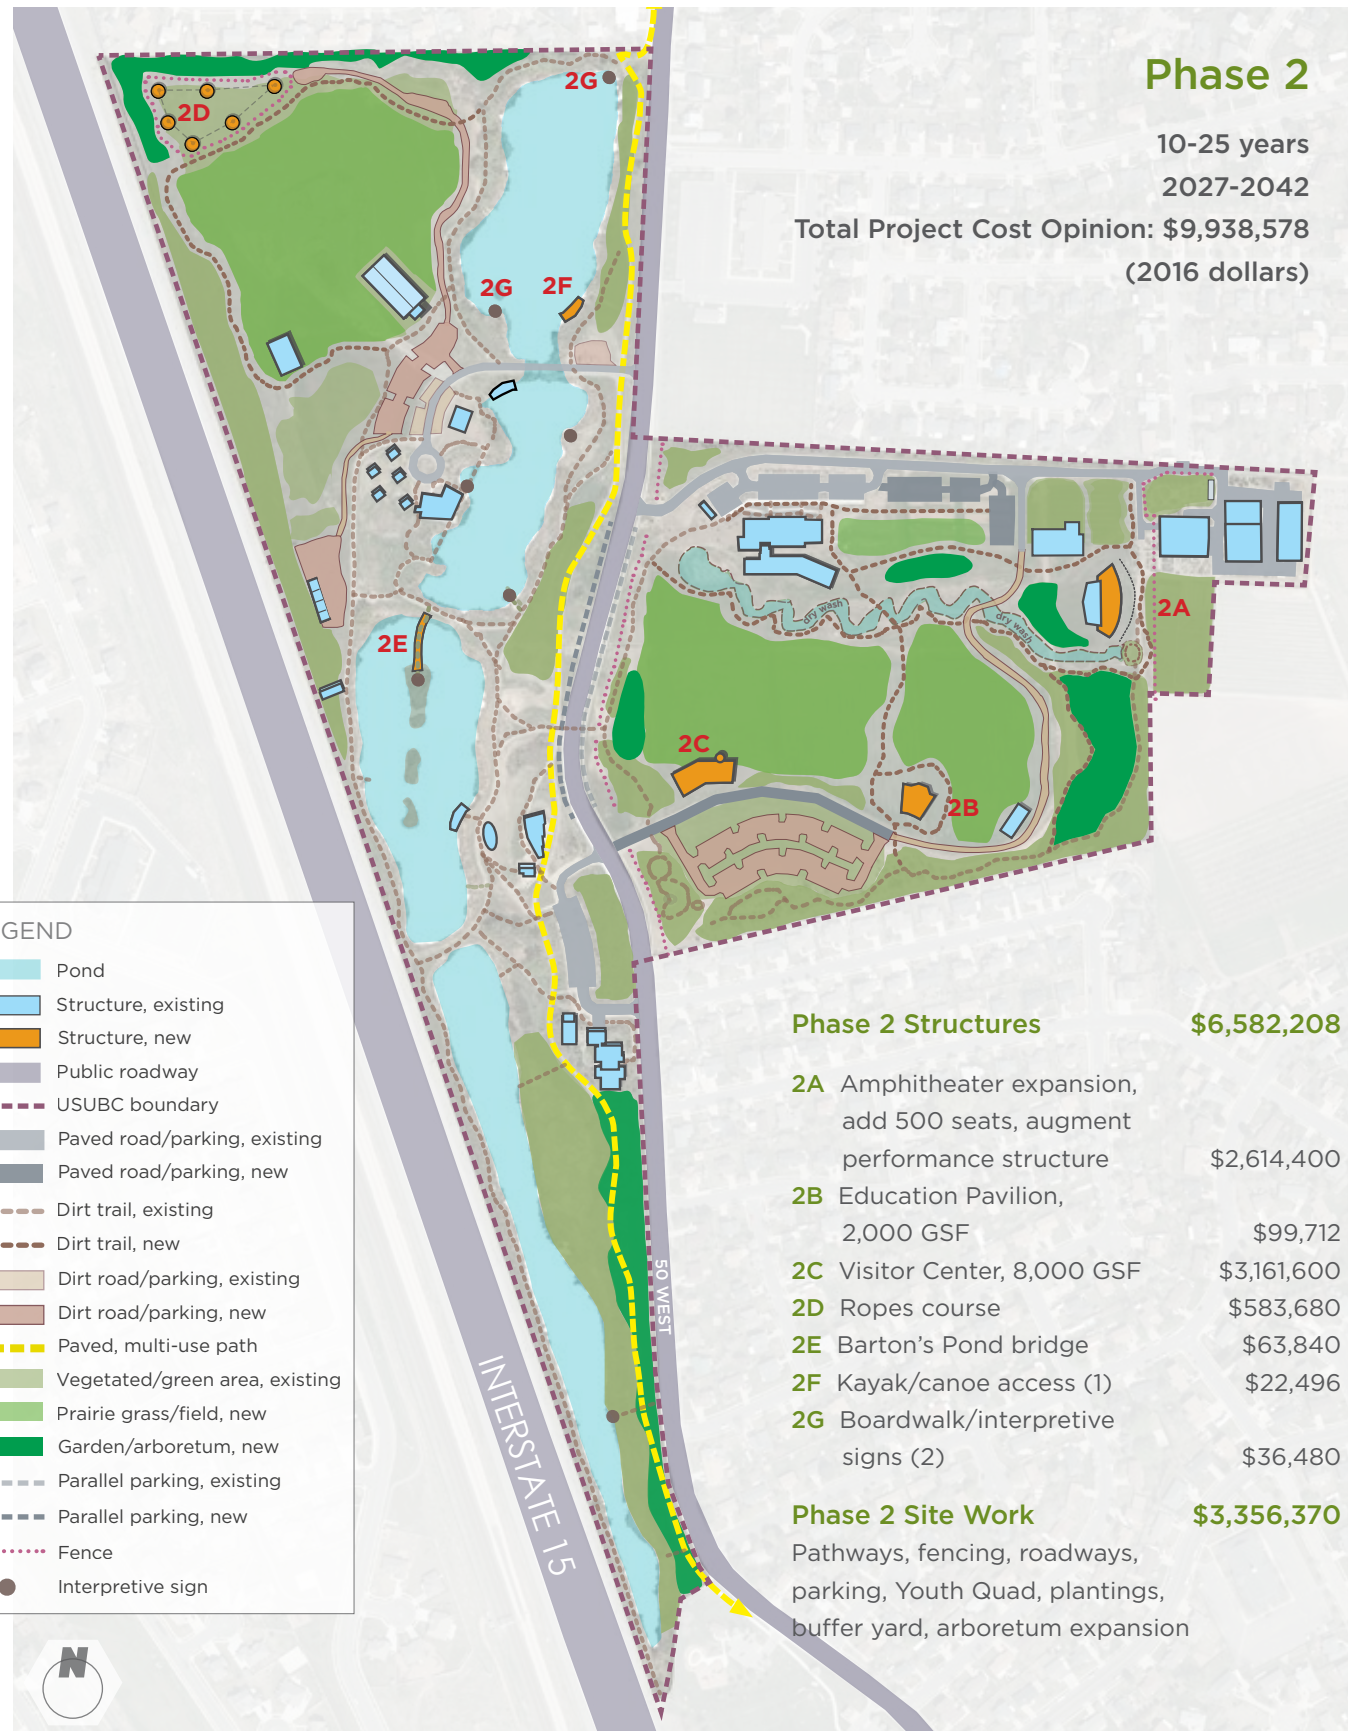 Phase 2
10-25 years
2027-2042
Total Project Cost Opinion: $9,938,578
(2016 dollars)
2G
2D
2G
2F
2A
dry wash
dry wash
2E
2C
2B
GEND
Pond
Structure, existing
Structure, new
Public roadway
USUBC boundary
Paved road/parking, existing
Paved road/parking, new
Dirt trail, existing
Dirt trail, new
Dirt road/parking, existing
Dirt road/parking, new
Paved, multi-use path
Vegetated/green area, existing
Prairie grass/field, new
Garden/arboretum, new
Parallel parking, existing
Parallel parking, new
Fence
Interpretive sign
N
INTERSTATE 15
50 WEST
Phase 2 Structures $6,582,208
2A Amphitheater expansion,
add 500 seats, augment
performance structure $2,614,400
2B Education Pavilion,
2,000 GSF $99,712
2C Visitor Center, 8,000 GSF $3,161,600
2D Ropes course $583,680
2E Barton's Pond bridge $63,840
2F Kayak/canoe access (1) $22,496
2G Boardwalk/interpretive
signs (2) $36,480
Phase 2 Site Work $3,356,370
Pathways, fencing, roadways,
parking, Youth Quad, plantings,
buffer yard, arboretum expansion